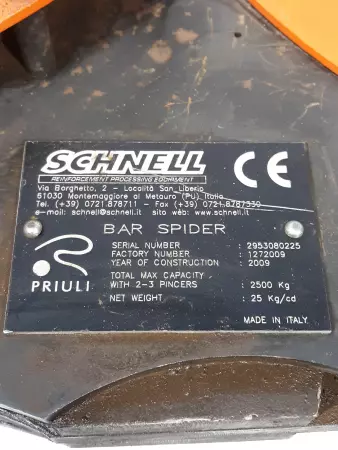 SCHNELL
REINFORCEMENT PROCESSING EQUIPMENT
CE
Via Borghetto, 2 - Località San Liberio
61030 Montemaggiore al Metauro (PU) Italia
Tel. (+39) 0721.878711 - Fax (+39) 0721.8787330
e-mail: schnell@schnell.it sito web: www.schnell.it
BAR SPIDER
PRIULI
SERIAL NUMBER : 2953080225
FACTORY NUMBER : 1272009
YEAR OF CONSTRUCTION : 2009
TOTAL MAX CAPACITY
WITH 2-3 PINCERS : 2500 Kg
NET WEIGHT : 25 Kg/cd
MADE IN ITALY